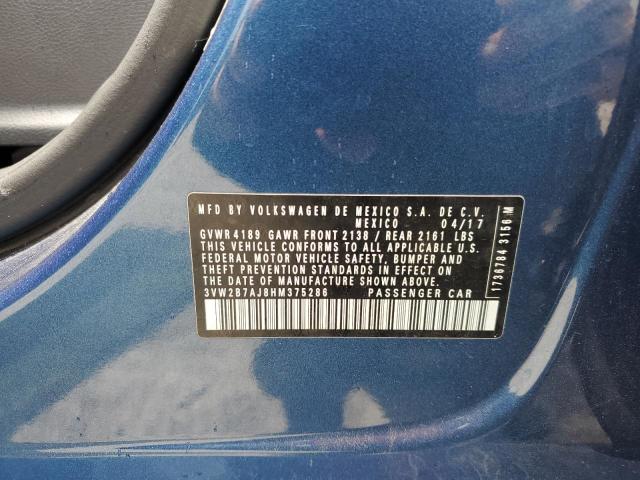 MFD BY VOLKSWAGEN DE MEXICO S.A. DE C.V.
MEXICO 04/17
GVWR 4189 GAWR FRONT 2138 / REAR 2161 LBS
THIS VEHICLE CONFORMS TO ALL APPLICABLE U.S.
FEDERAL MOTOR VEHICLE SAFETY, BUMPER AND
THEFT PREVENTION STANDARDS IN EFFECT ON
THE DATE OF MANUFACTURE SHOWN ABOVE.
3VW2B7AJ8HM375286 PASSENGER CAR
1736784 3156 M